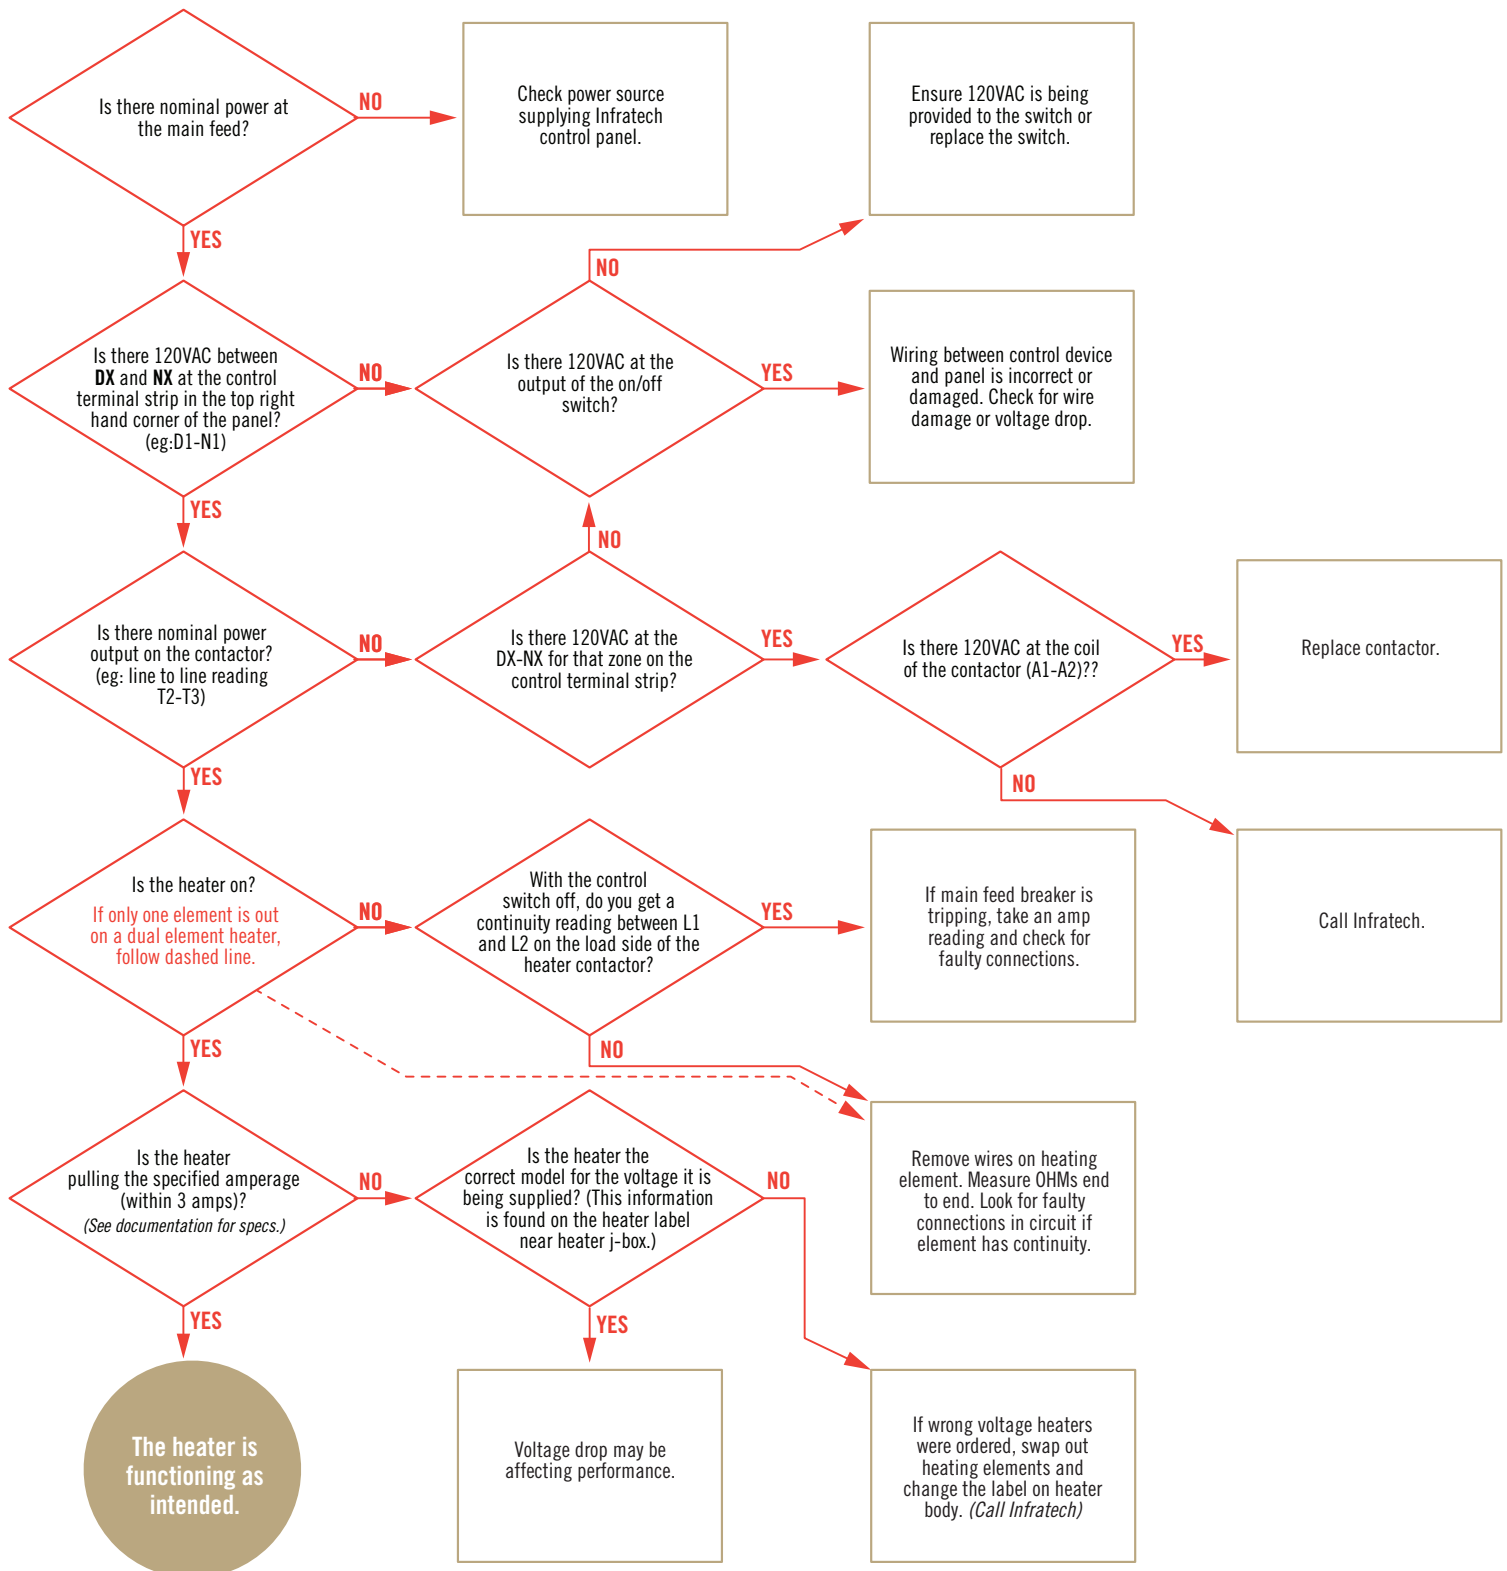 Is there nominal power at
the main feed?
NO
Check power source
supplying Infratech
control panel.
Ensure 120VAC is being
provided to the switch or
replace the switch.
YES
NO
Is there 120VAC between
DX and NX at the control
terminal strip in the top right
hand corner of the panel?
(eg:D1-N1)
NO
Is there 120VAC at the
output of the on/off
switch?
YES
Wiring between control device
and panel is incorrect or
damaged. Check for wire
damage or voltage drop.
YES
NO
Is there nominal power
output on the contactor?
(eg: line to line reading
T2-T3)
NO
Is there 120VAC at the
DX-NX for that zone on the
control terminal strip?
YES
Is there 120VAC at the coil
of the contactor (A1-A2)??
YES
Replace contactor.
YES
NO
Is the heater on?
If only one element is out
on a dual element heater,
follow dashed line.
NO
With the control
switch off, do you get a
continuity reading between L1
and L2 on the load side of the
heater contactor?
YES
If main feed breaker is
tripping, take an amp
reading and check for
faulty connections.
Call Infratech.
YES
NO
Is the heater
pulling the specified amperage
(within 3 amps)?
(See documentation for specs.)
NO
Is the heater the
correct model for the voltage it is
being supplied? (This information
is found on the heater label
near heater j-box.)
NO
Remove wires on heating
element. Measure OHMs end
to end. Look for faulty
connections in circuit if
element has continuity.
YES
YES
The heater is
functioning as
intended.
Voltage drop may be
affecting performance.
If wrong voltage heaters
were ordered, swap out
heating elements and
change the label on heater
body. (Call Infratech)